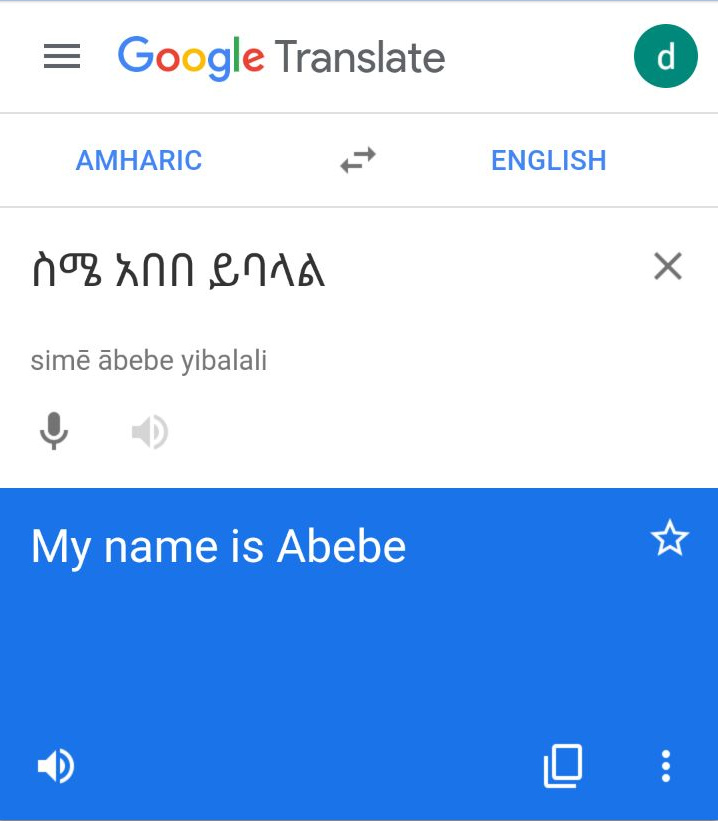 Google Translate
d
AMHARIC ENGLISH
ስሜ አበበ ይባላል
simē ābebe yibalali
My name is Abebe